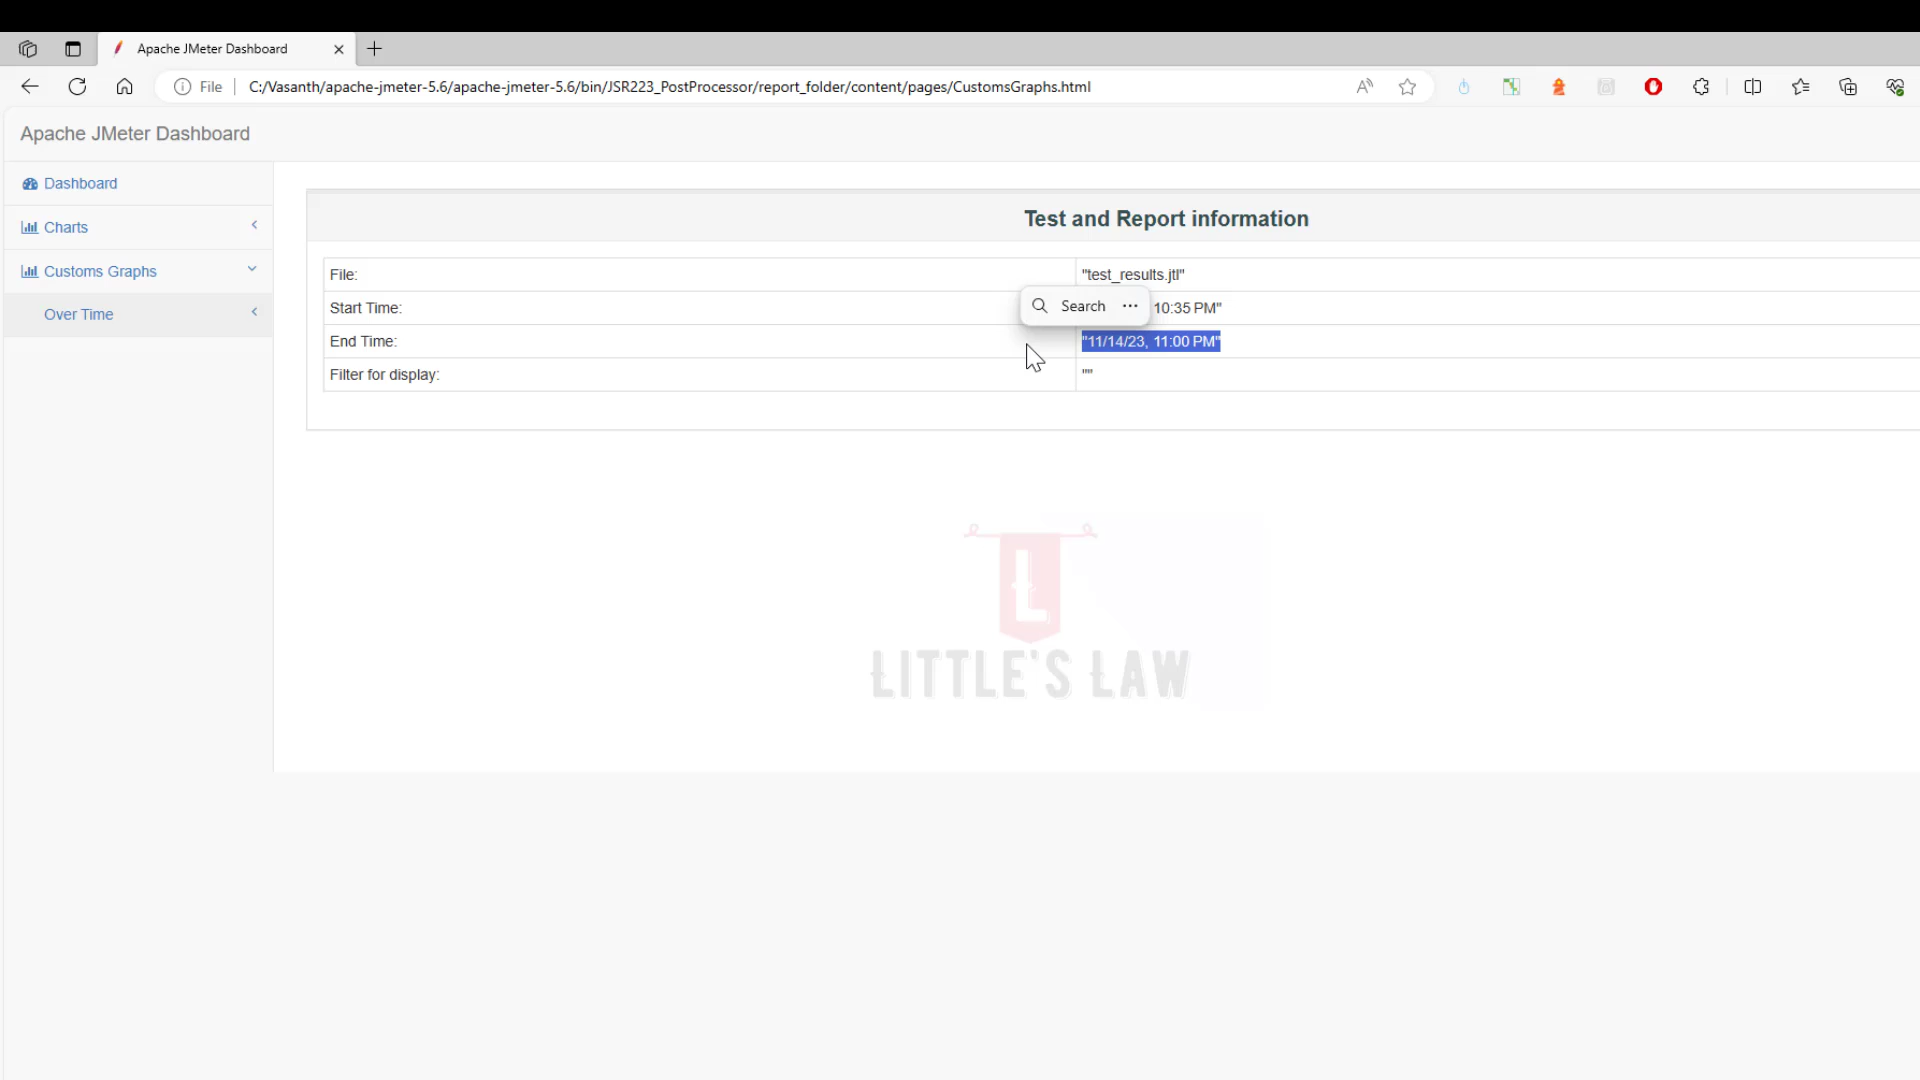 Apache JMeter Dashboard
File
C:/Vasanth/apache-jmeter-5.6/apache-jmeter-5.6/bin/JSR223_PostProcessor/report_folder/content/pages/CustomsGraphs.html
Apache JMeter Dashboard
Dashboard
Charts
Customs Graphs
Over Time
Test and Report information
File: "test_results.jtl"
Start Time: 10:35 PM"
Search
End Time: "11/14/23, 11:00 PM"
Filter for display: ""
L
LITTLE'S LAW